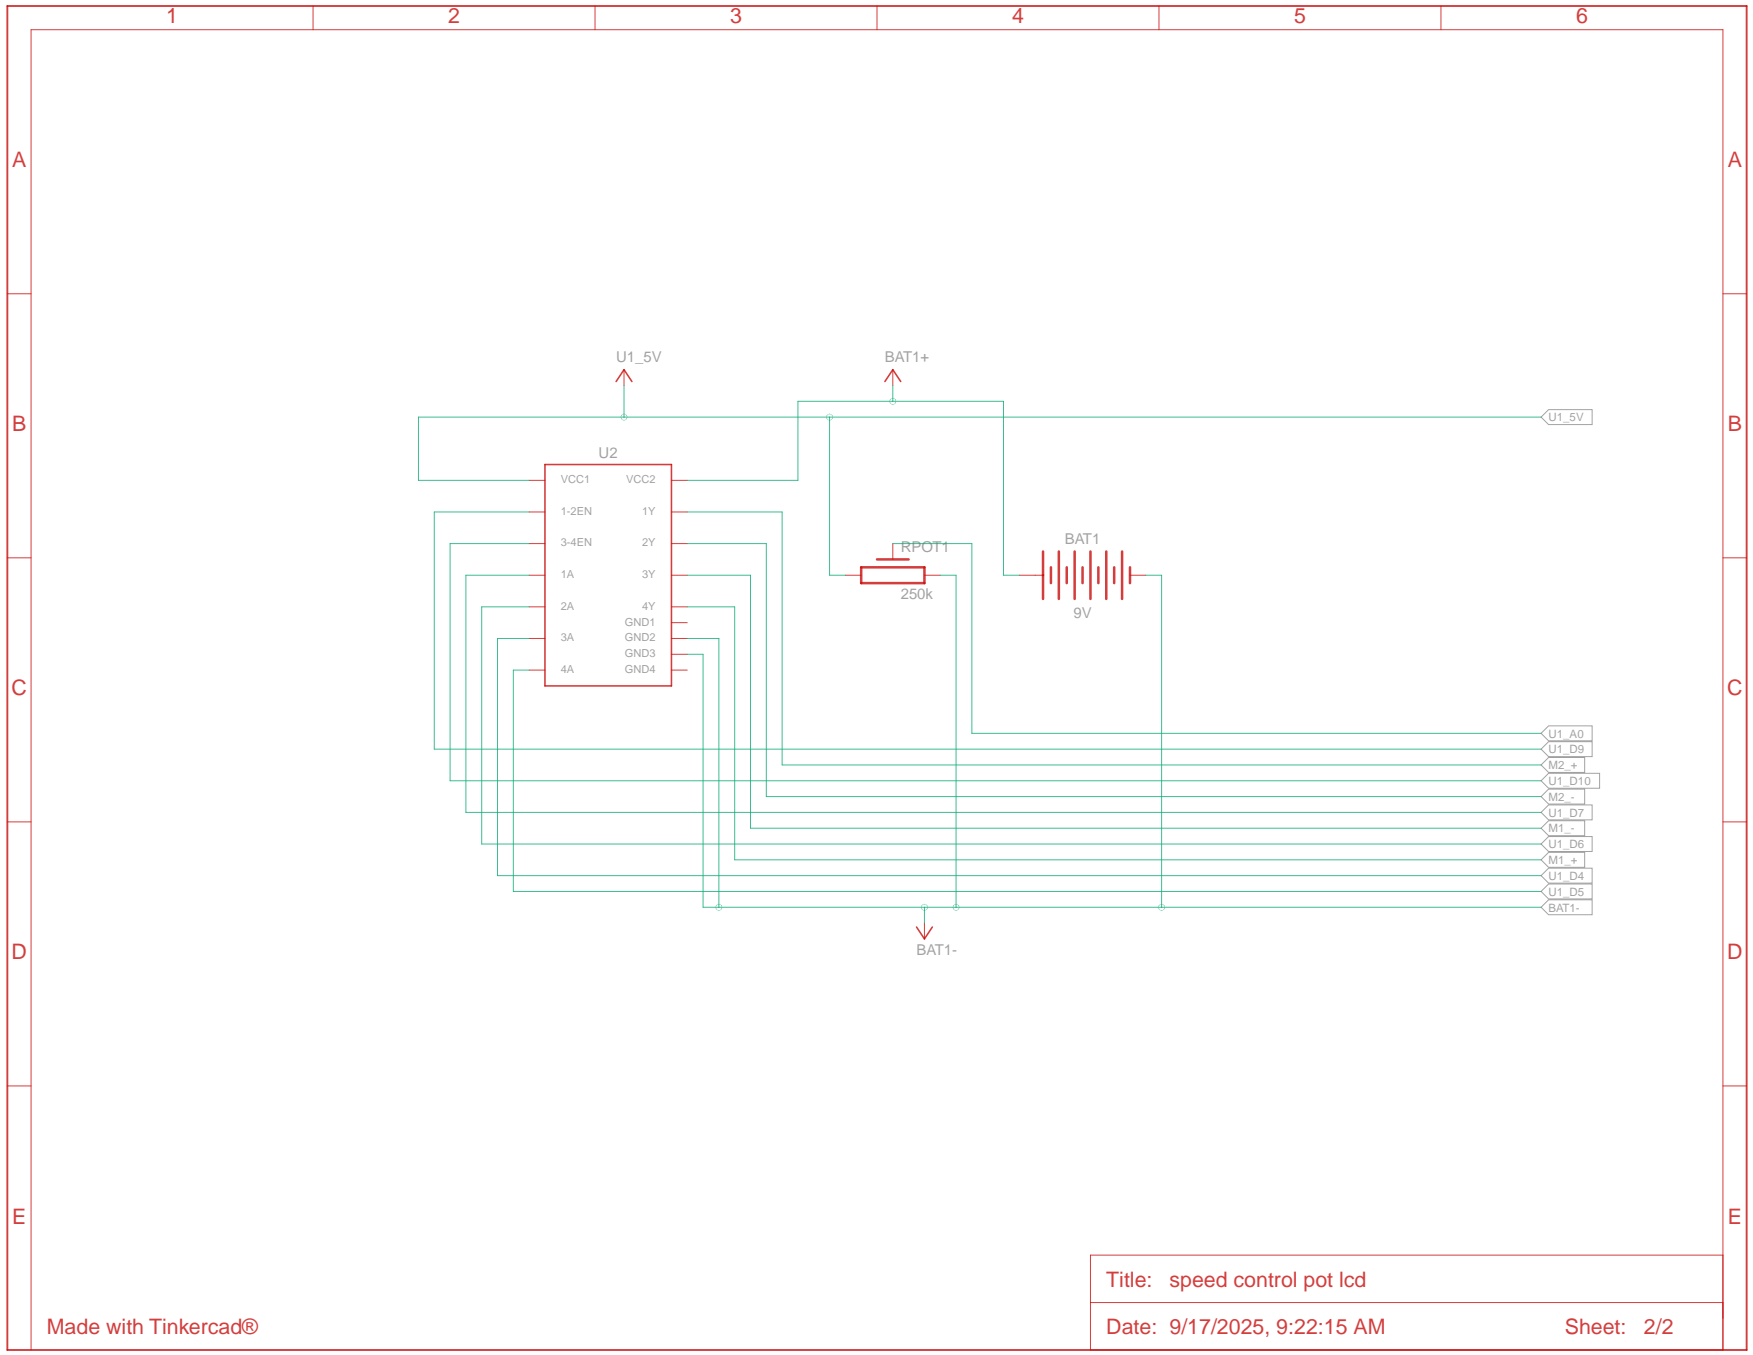 1 2 3 4 5 6
A A
U1_5V BAT1+
B B
U1_5V
U2
VCC1 VCC2
1-2EN 1Y
3-4EN 2Y
RPOT1 BAT1
1A 3Y
250k
2A 4Y
9V
GND1
3A GND2
GND3
4A GND4
C C
U1_A0
U1_D9
M2_+
U1_D10
M2_-
U1_D7
M1_-
U1_D6
M1_+
U1_D4
U1_D5
BAT1-
BAT1-
D D
E E
Title: speed control pot lcd
Made with Tinkercad®
Date: 9/17/2025, 9:22:15 AM Sheet: 2/2